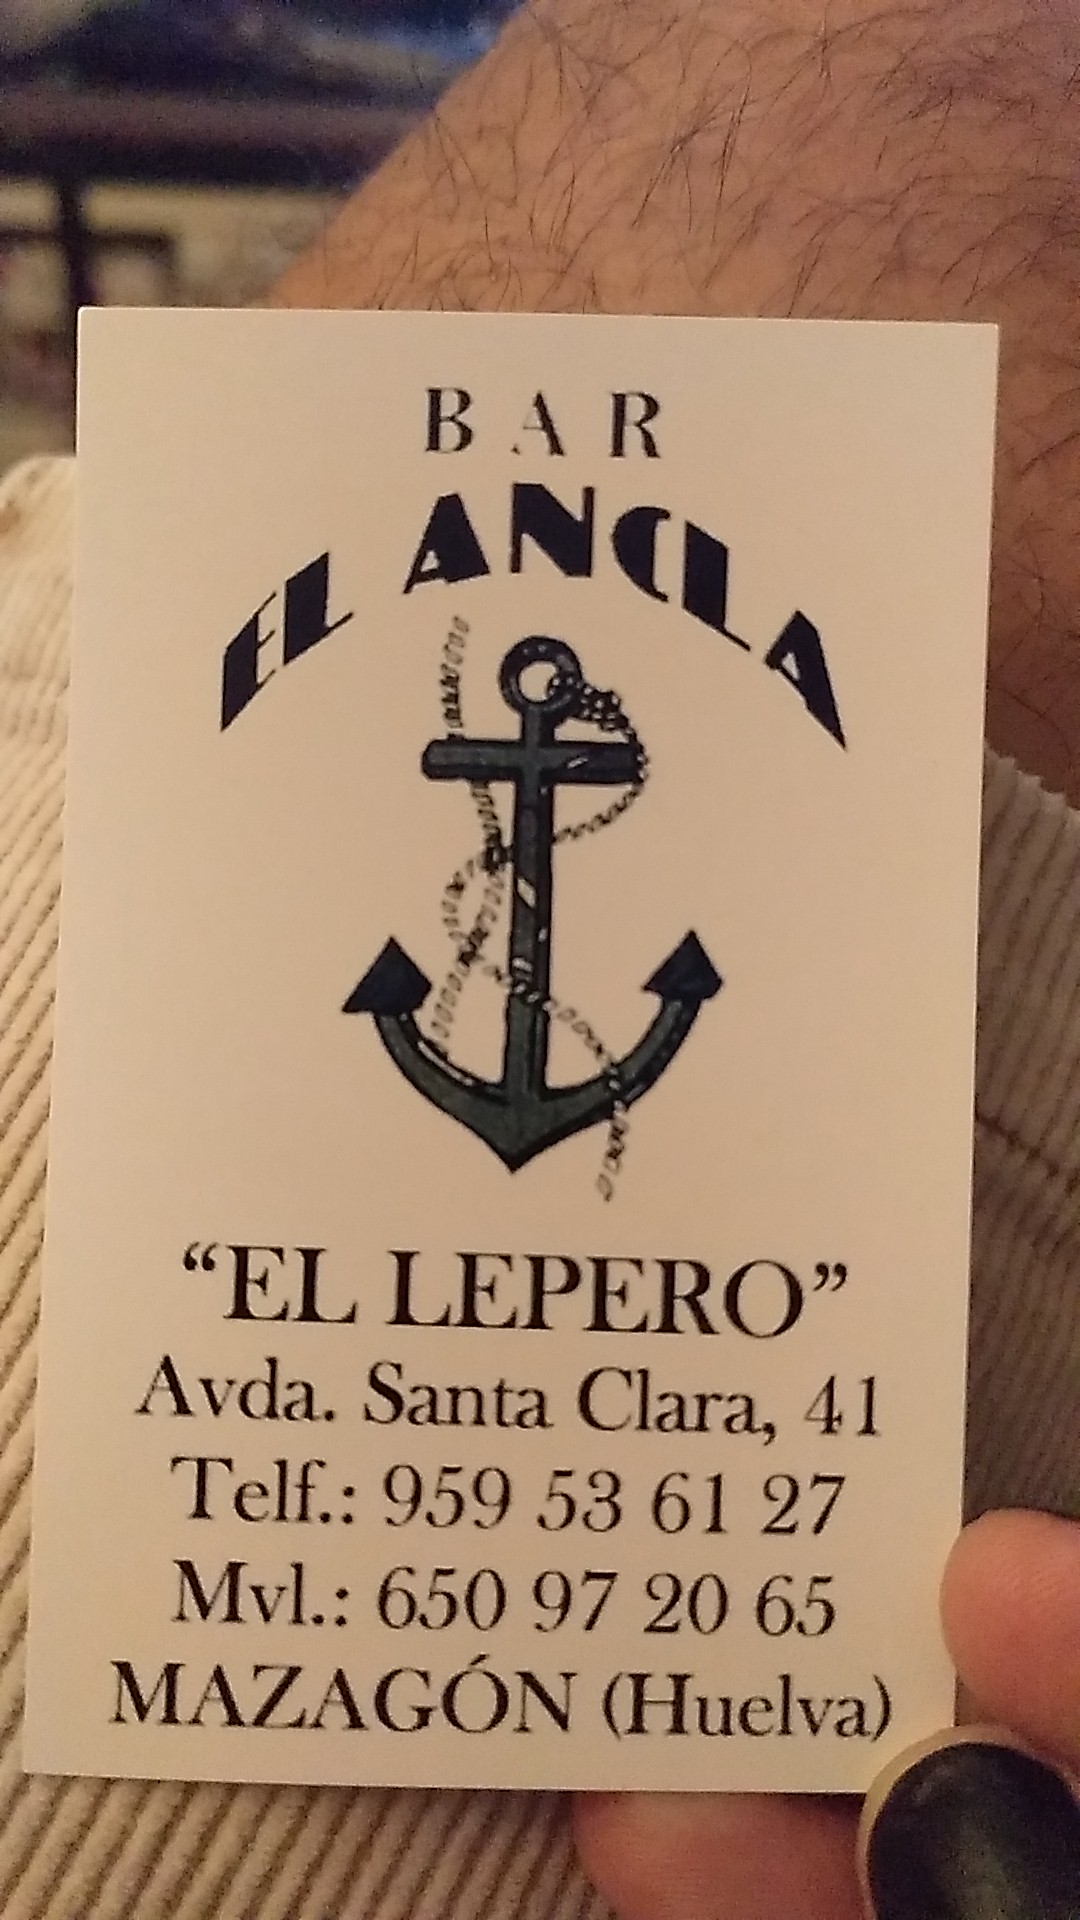 BAR
EL ANCLA
“EL LEPERO”
Avda. Santa Clara, 41
Telf.: 959 53 61 27
Mvl.: 650 97 20 65
MAZAGÓN (Huelva)